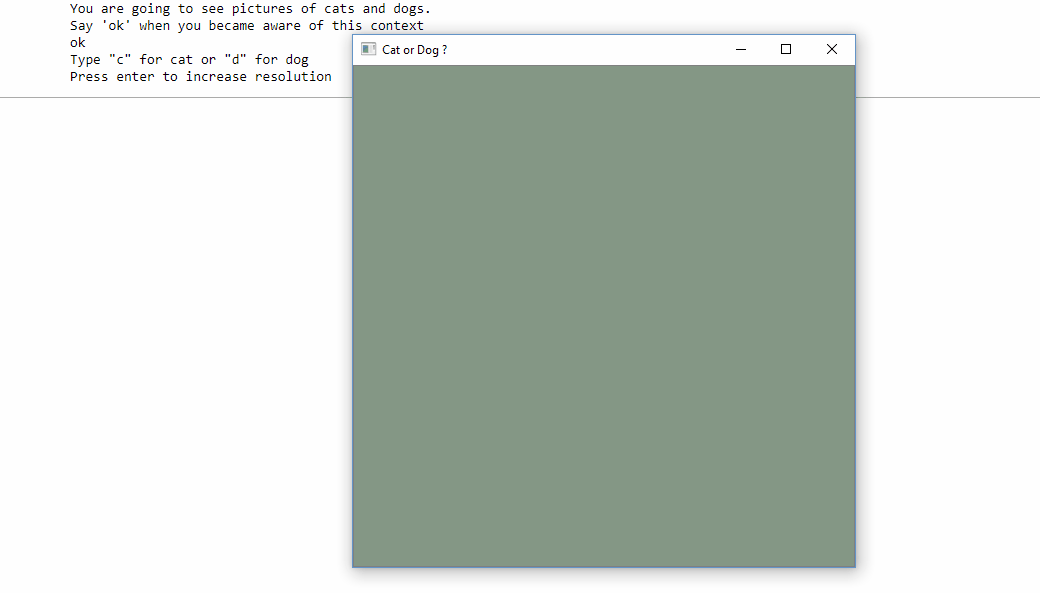 You are going to see pictures of cats and dogs.
Say 'ok' when you became aware of this context
ok
Type "c" for cat or "d" for dog
Press enter to increase resolution
Cat or Dog ?